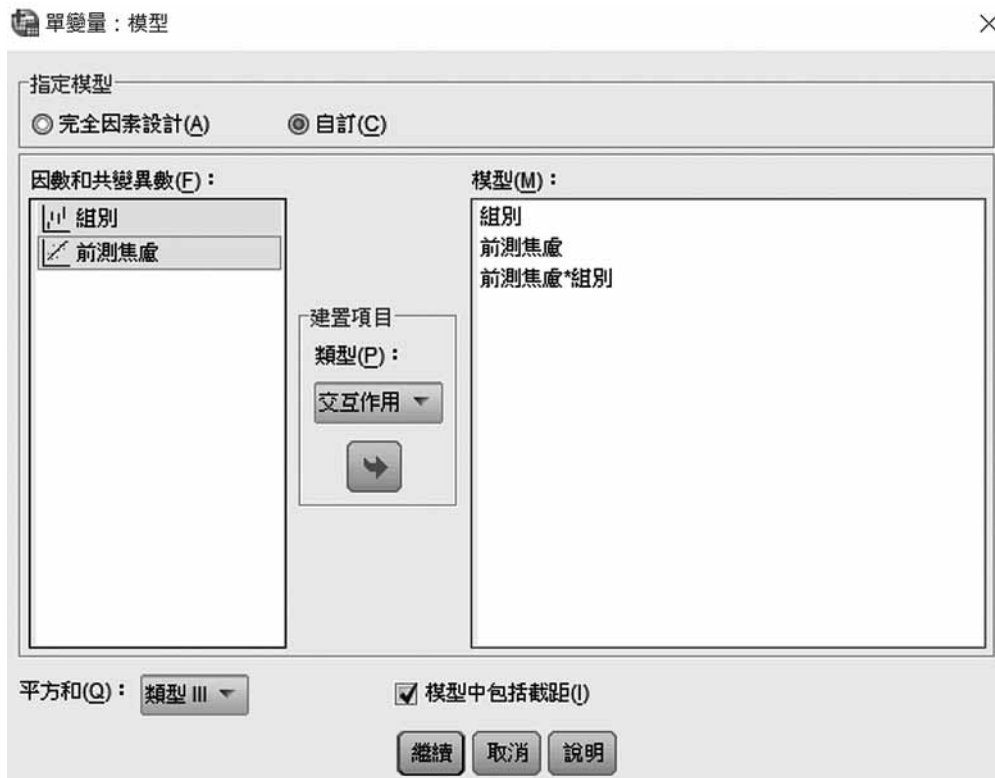 單變量：模型
指定模型
完全因素設計(A)
自訂(C)
因數和共變異數(F)：
組別
前測焦慮
建置項目
類型(P)：
交互作用
模型(M)：
組別
前測焦慮
前測焦慮*組別
平方和(Q)：
類型 III
模型中包括截距(I)
繼續
取消
說明